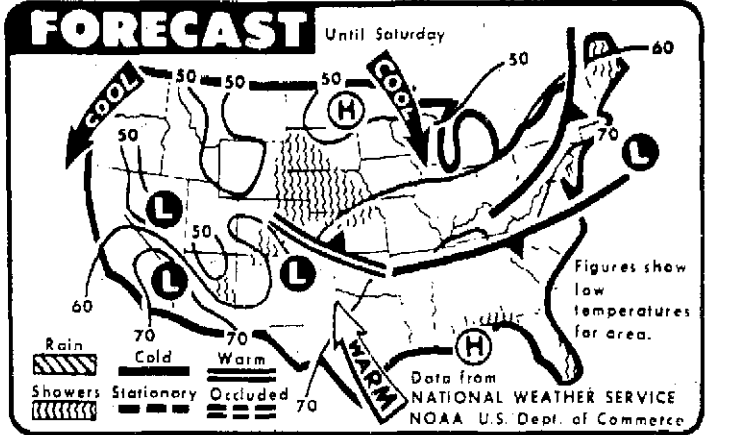 FORECAST Until Saturday
COOL
50
50
50
COOL
50
60
50
H
70
L
L
50
L
L
60
70
70
70
WARM
H
Figures show
low
temperatures
for area.
Rain
Cold
Warm
Showers
Stationary
Occluded
Data from
NATIONAL WEATHER SERVICE
NOAA U.S. Dept. of Commerce